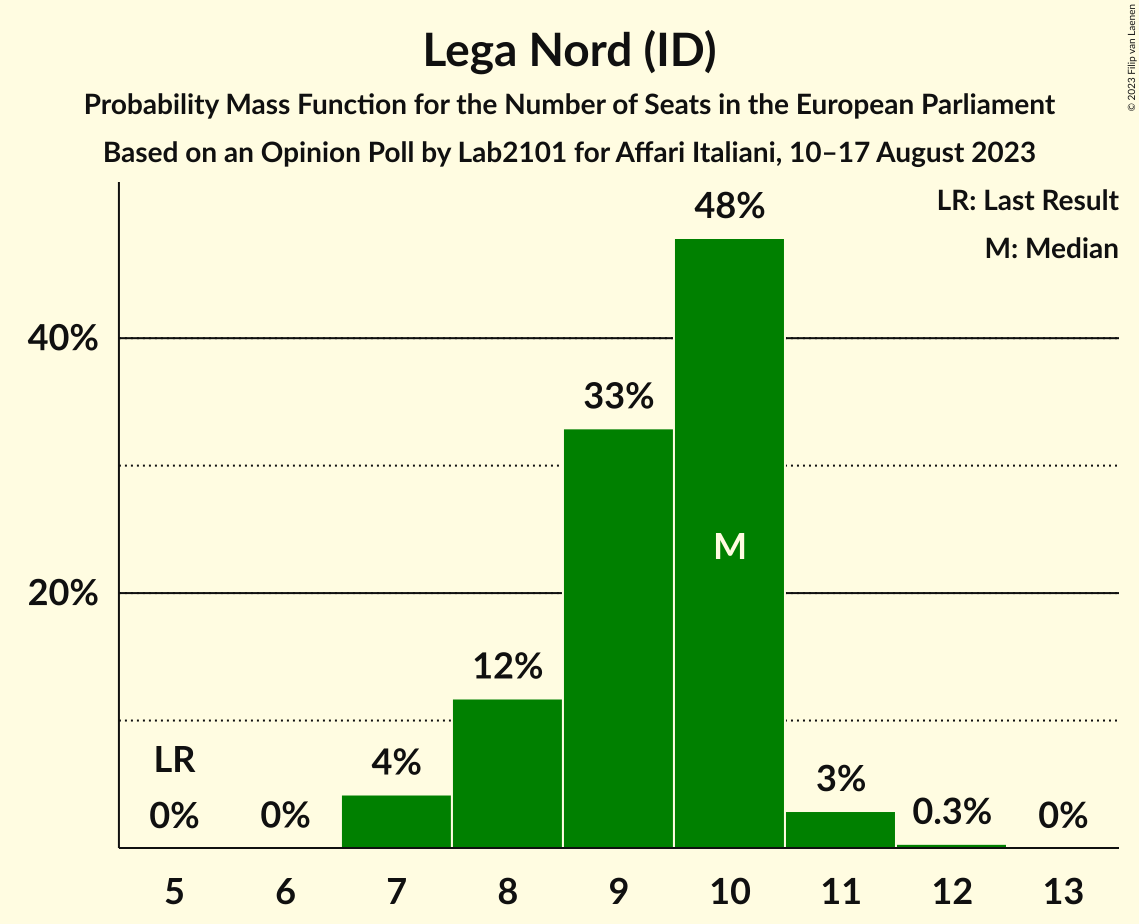 Lega Nord (ID)
Probability Mass Function for the Number of Seats in the European Parliament
Based on an Opinion Poll by Lab2101 for Affari Italiani, 10–17 August 2023
© 2023 Filip van Laenen
LR: Last Result
M: Median
48%
40%
33%
M
20%
12%
LR
4%
3%
0%
0%
0.3%
0%
5 6 7 8 9 10 11 12 13